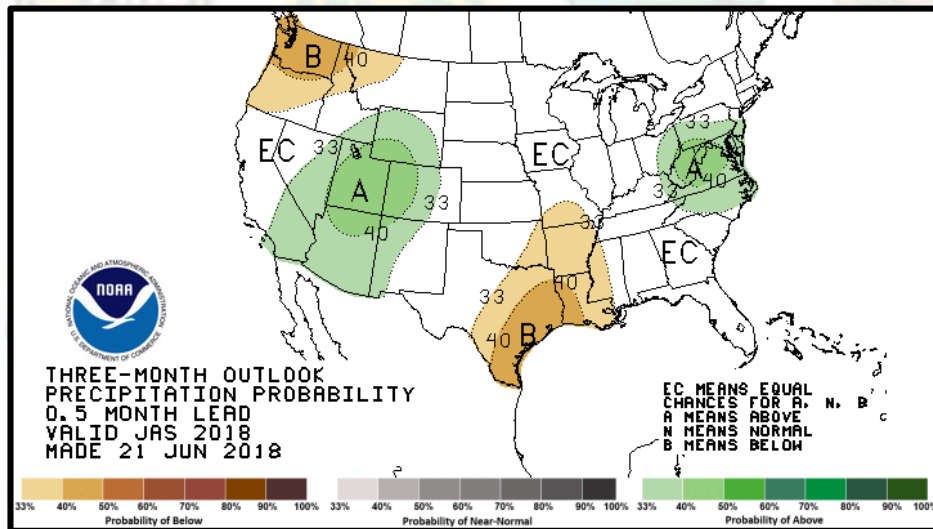 B
40
33
EC
33
A
33
40
EC
33
A
40
33
EC
33
40
33
B
40
NATIONAL OCEANIC AND ATMOSPHERIC ADMINISTRATION
NOAA
U.S. DEPARTMENT OF COMMERCE
THREE-MONTH OUTLOOK
PRECIPITATION PROBABILITY
0.5 MONTH LEAD
VALID JAS 2018
MADE 21 JUN 2018
EC MEANS EQUAL
CHANCES FOR A, N, B
A MEANS ABOVE
N MEANS NORMAL
B MEANS BELOW
33% 40% 50% 60% 70% 80% 90% 100%
Probability of Below
33% 40% 50% 60% 70% 80% 90% 100%
Probability of Near-Normal
33% 40% 50% 60% 70% 80% 90% 100%
Probability of Above